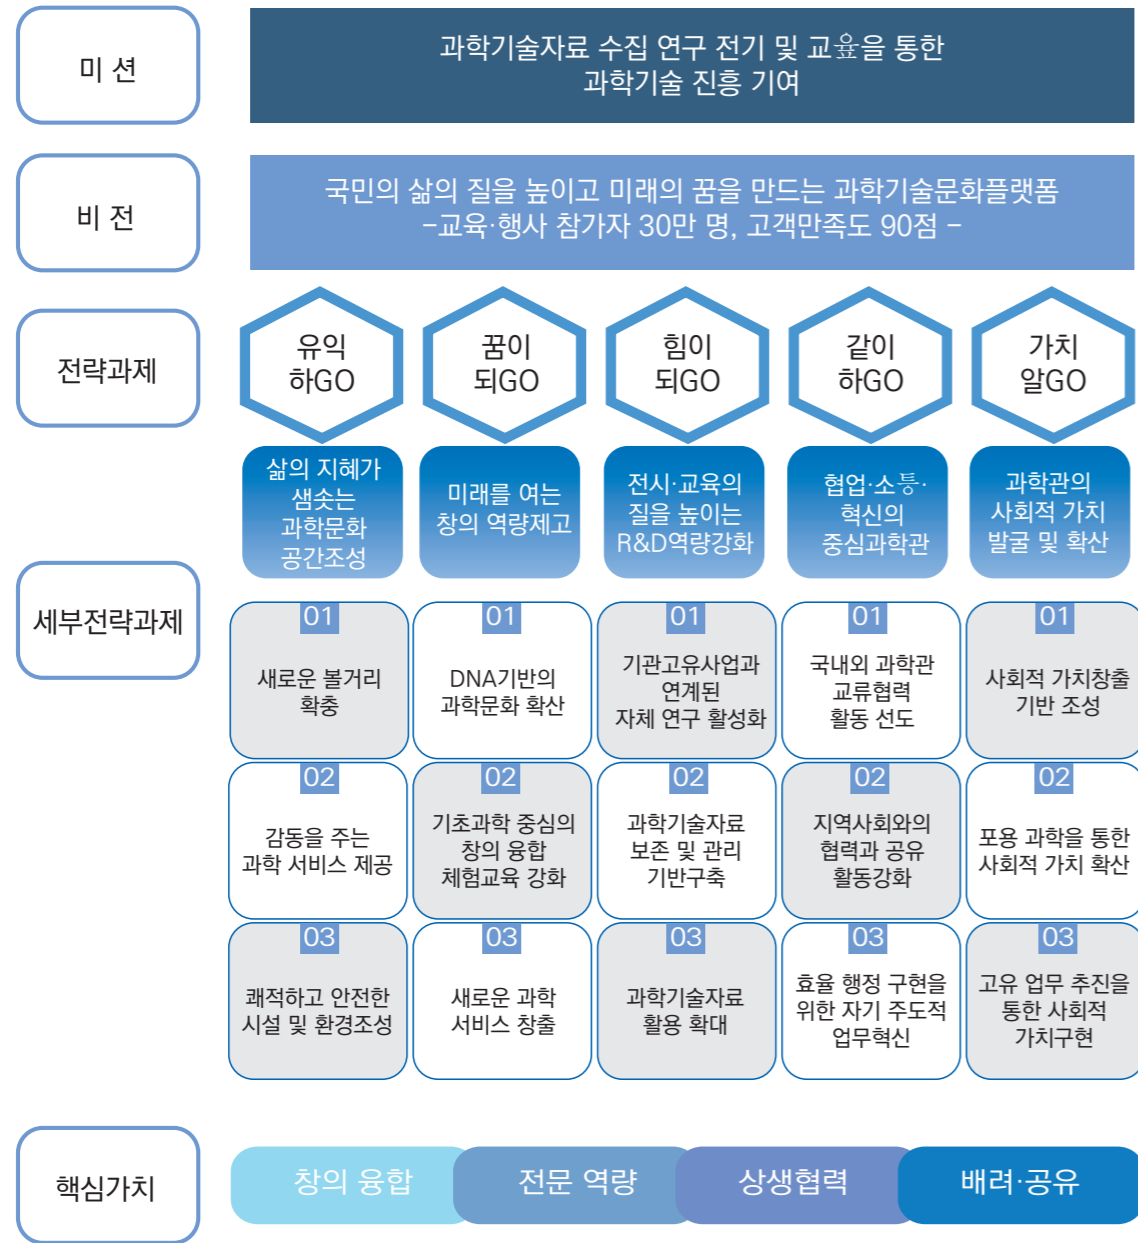 미 션
과학기술자료 수집 연구 전기 및 교육을 통한
과학기술 진흥 기여
비 전
국민의 삶의 질을 높이고 미래의 꿈을 만드는 과학기술문화플랫폼
-교육·행사 참가자 30만 명, 고객만족도 90점 -
전략과제
유익
하GO
꿈이
되GO
힘이
되GO
같이
하GO
가치
알GO
삶의 지혜가
샘솟는
과학문화
공간조성
미래를 여는
창의 역량제고
전시·교육의
질을 높이는
R&D역량강화
협업·소통·
혁신의
중심과학관
과학관의
사회적 가치
발굴 및 확산
세부전략과제
01
새로운 볼거리
확충
01
DNA기반의
과학문화 확산
01
기관고유사업과
연계된
자체 연구 활성화
01
국내외 과학관
교류협력
활동 선도
01
사회적 가치창출
기반 조성
02
감동을 주는
과학 서비스 제공
02
기초과학 중심의
창의 융합
체험교육 강화
02
과학기술자료
보존 및 관리
기반구축
02
지역사회와의
협력과 공유
활동강화
02
포용 과학을 통한
사회적 가치 확산
03
쾌적하고 안전한
시설 및 환경조성
03
새로운 과학
서비스 창출
03
과학기술자료
활용 확대
03
효율 행정 구현을
위한 자기 주도적
업무혁신
03
고유 업무 추진을
통한 사회적
가치구현
핵심가치
창의 융합
전문 역량
상생협력
배려·공유